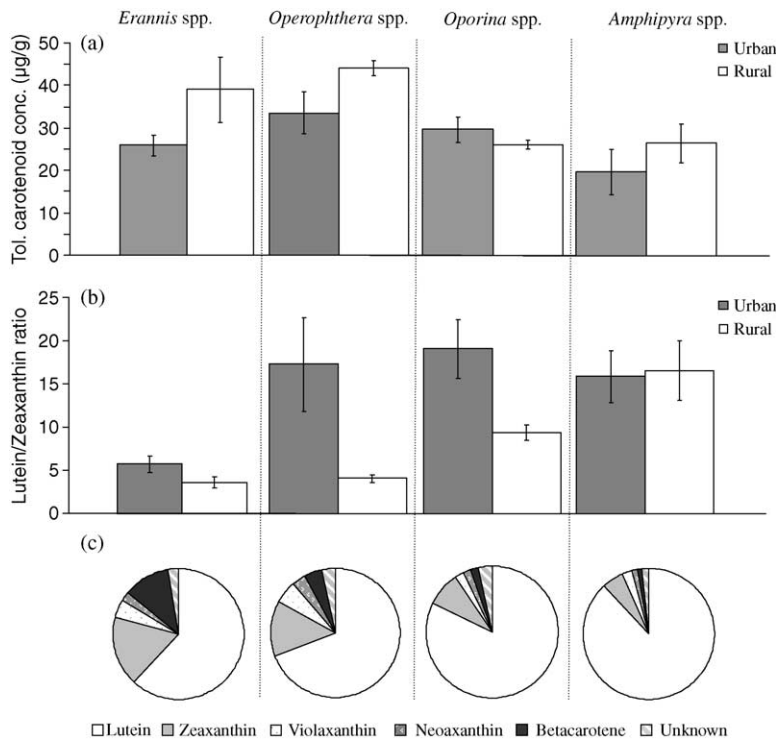 Erannis spp. Operophthera spp. Oporina spp. Amphipyra spp.
(a)
Tol. carotenoid conc. (µg/g)
50
40
30
20
10
0
Urban
Rural
(b)
Lutein/Zeaxanthin ratio
25
20
15
10
5
0
Urban
Rural
(c)
Lutein Zeaxanthin Violaxanthin Neoaxanthin Betacarotene Unknown